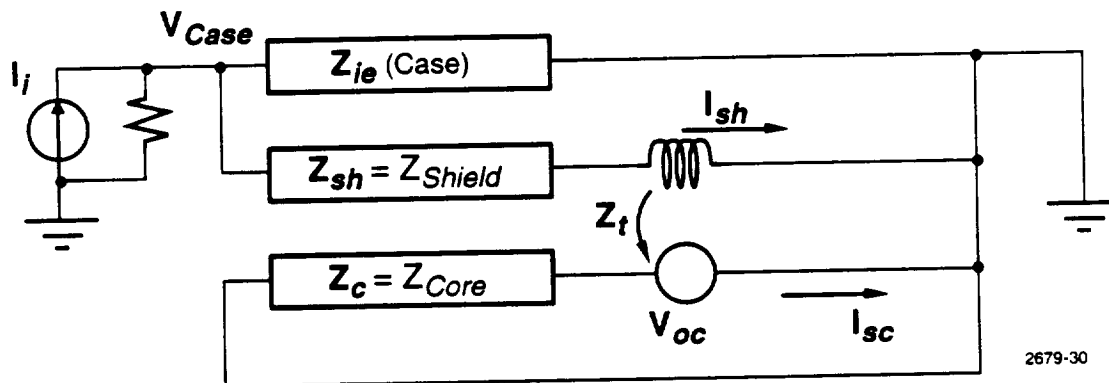 V_Case
I_i
Z_ie (Case)
I_sh
Z_sh = Z_Shield
Z_t
Z_c = Z_Core
V_oc
I_sc
2679-30